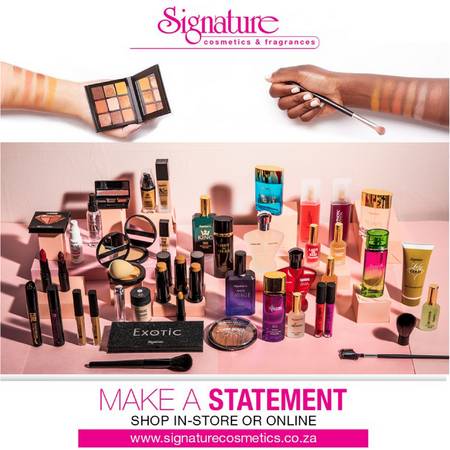 Signature
cosmetics & fragrances
EXOTIC
MAKE A STATEMENT
SHOP IN-STORE OR ONLINE
www.signaturecosmetics.co.za